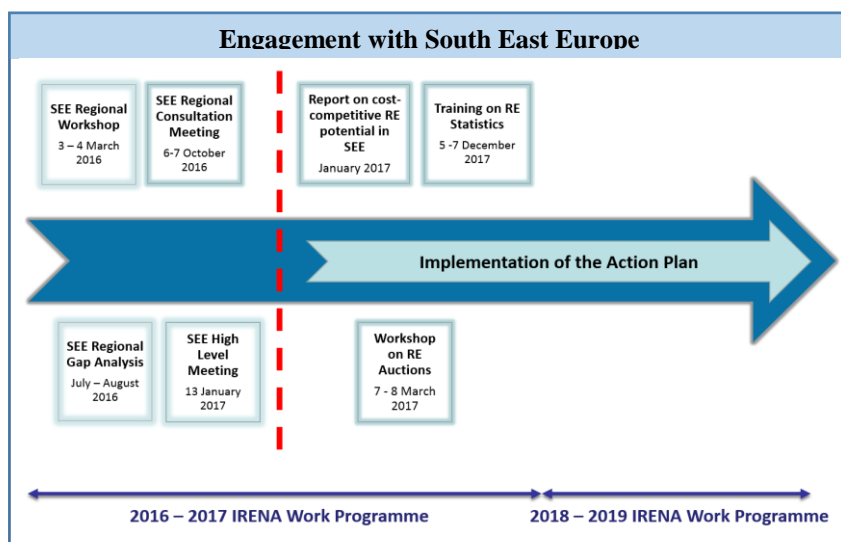 Engagement with South East Europe
SEE Regional
Workshop
3 – 4 March
2016
SEE Regional
Consultation
Meeting
6-7 October
2016
Report on cost-
competitive RE
potential in
SEE
January 2017
Training on RE
Statistics
5 -7 December
2017
Implementation of the Action Plan
SEE Regional
Gap Analysis
July – August
2016
SEE High
Level
Meeting
13 January
2017
Workshop
on RE
Auctions
7 - 8 March
2017
2016 – 2017 IRENA Work Programme
2018 – 2019 IRENA Work Programme